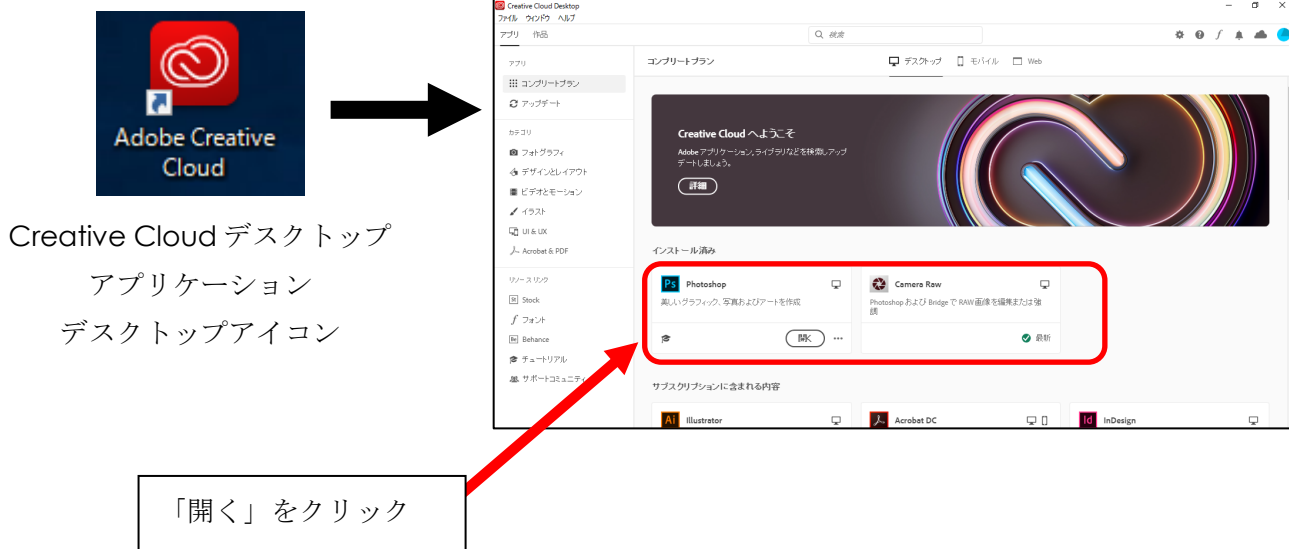 Adobe Creative
Cloud
Creative Cloud デスクトップ
アプリケーション
デスクトップアイコン
Creative Cloud Desktop
ファイル ウィンドウ ヘルプ
アプリ 作品
検索
アプリ
コンプリートプラン
アップデート
カテゴリ
フォトグラフィ
デザインとレイアウト
ビデオとモーション
イラスト
UI & UX
Acrobat & PDF
リソースリンク
St Stock
フォント
Be Behance
チュートリアル
サポートコミュニティ
コンプリートプラン デスクトップ モバイル Web
Creative Cloud へようこそ
Adobe アプリケーション、ライブラリなどを検索しアップ
デートしましょう。
詳細
インストール済み
Ps Photoshop
美しいグラフィック、写真およびアートを作成
開く
Camera Raw
Photoshop および Bridge で RAW 画像を編集または強
調
最新
サブスクリプションに含まれる内容
Ai Illustrator
Acrobat DC
Id InDesign
「開く」をクリック